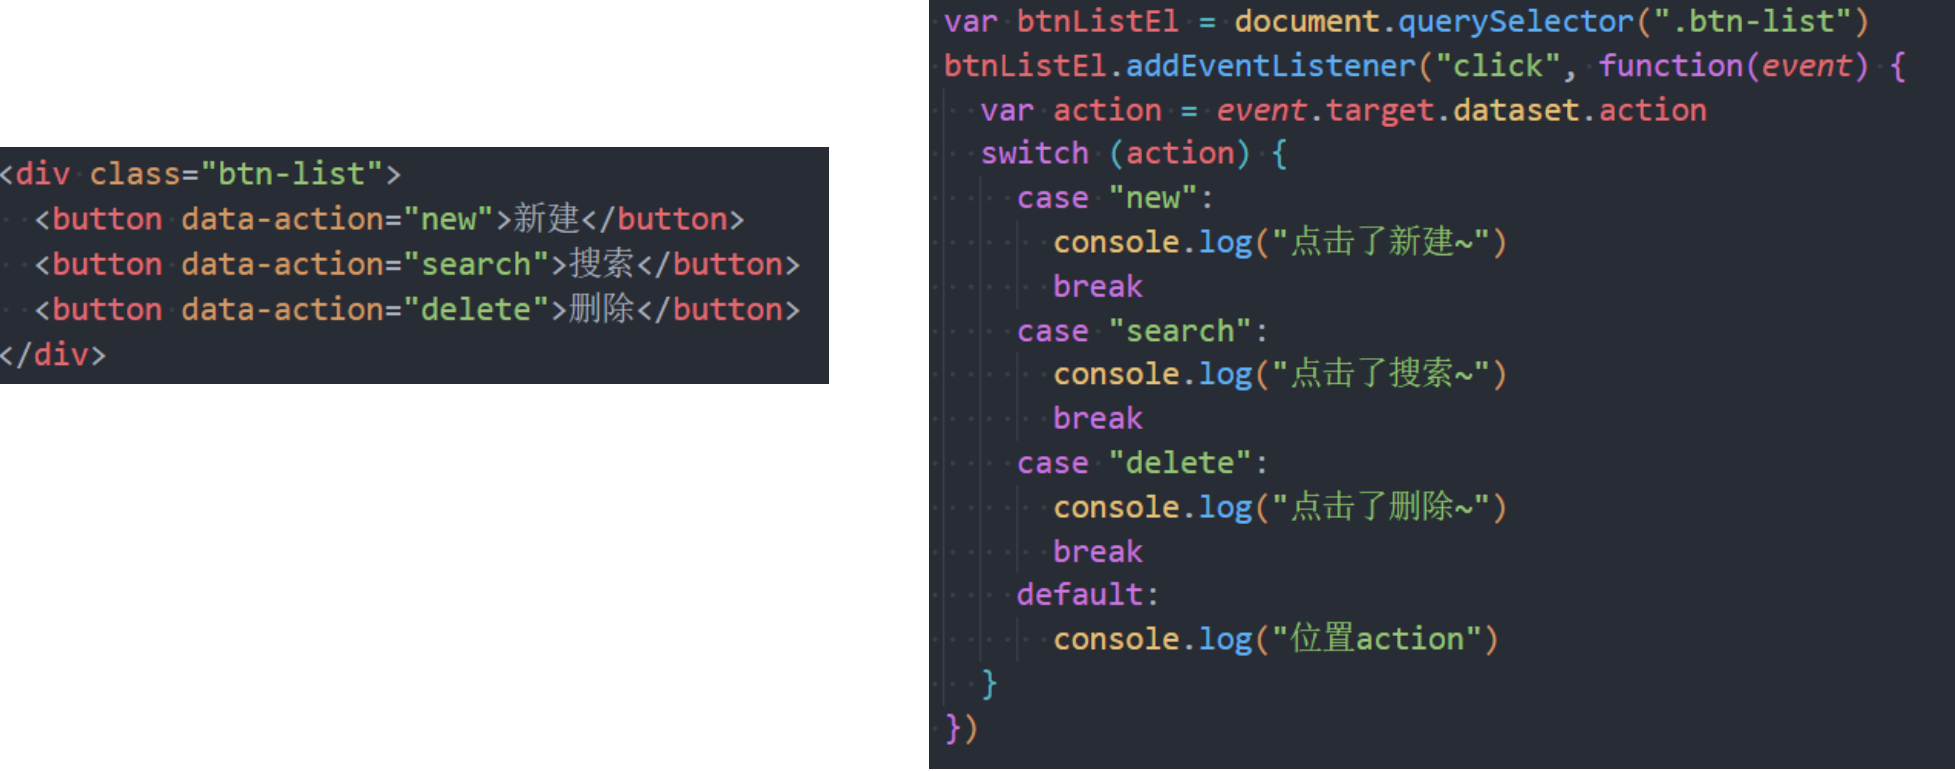 <div class="btn-list">
  <button data-action="new">新建</button>
  <button data-action="search">搜索</button>
  <button data-action="delete">删除</button>
</div>
var btnListEl = document.querySelector(".btn-list")
btnListEl.addEventListener("click", function(event) {
  var action = event.target.dataset.action
  switch (action) {
    case "new":
      console.log("点击了新建~")
      break
    case "search":
      console.log("点击了搜索~")
      break
    case "delete":
      console.log("点击了删除~")
      break
    default:
      console.log("位置action")
  }
})